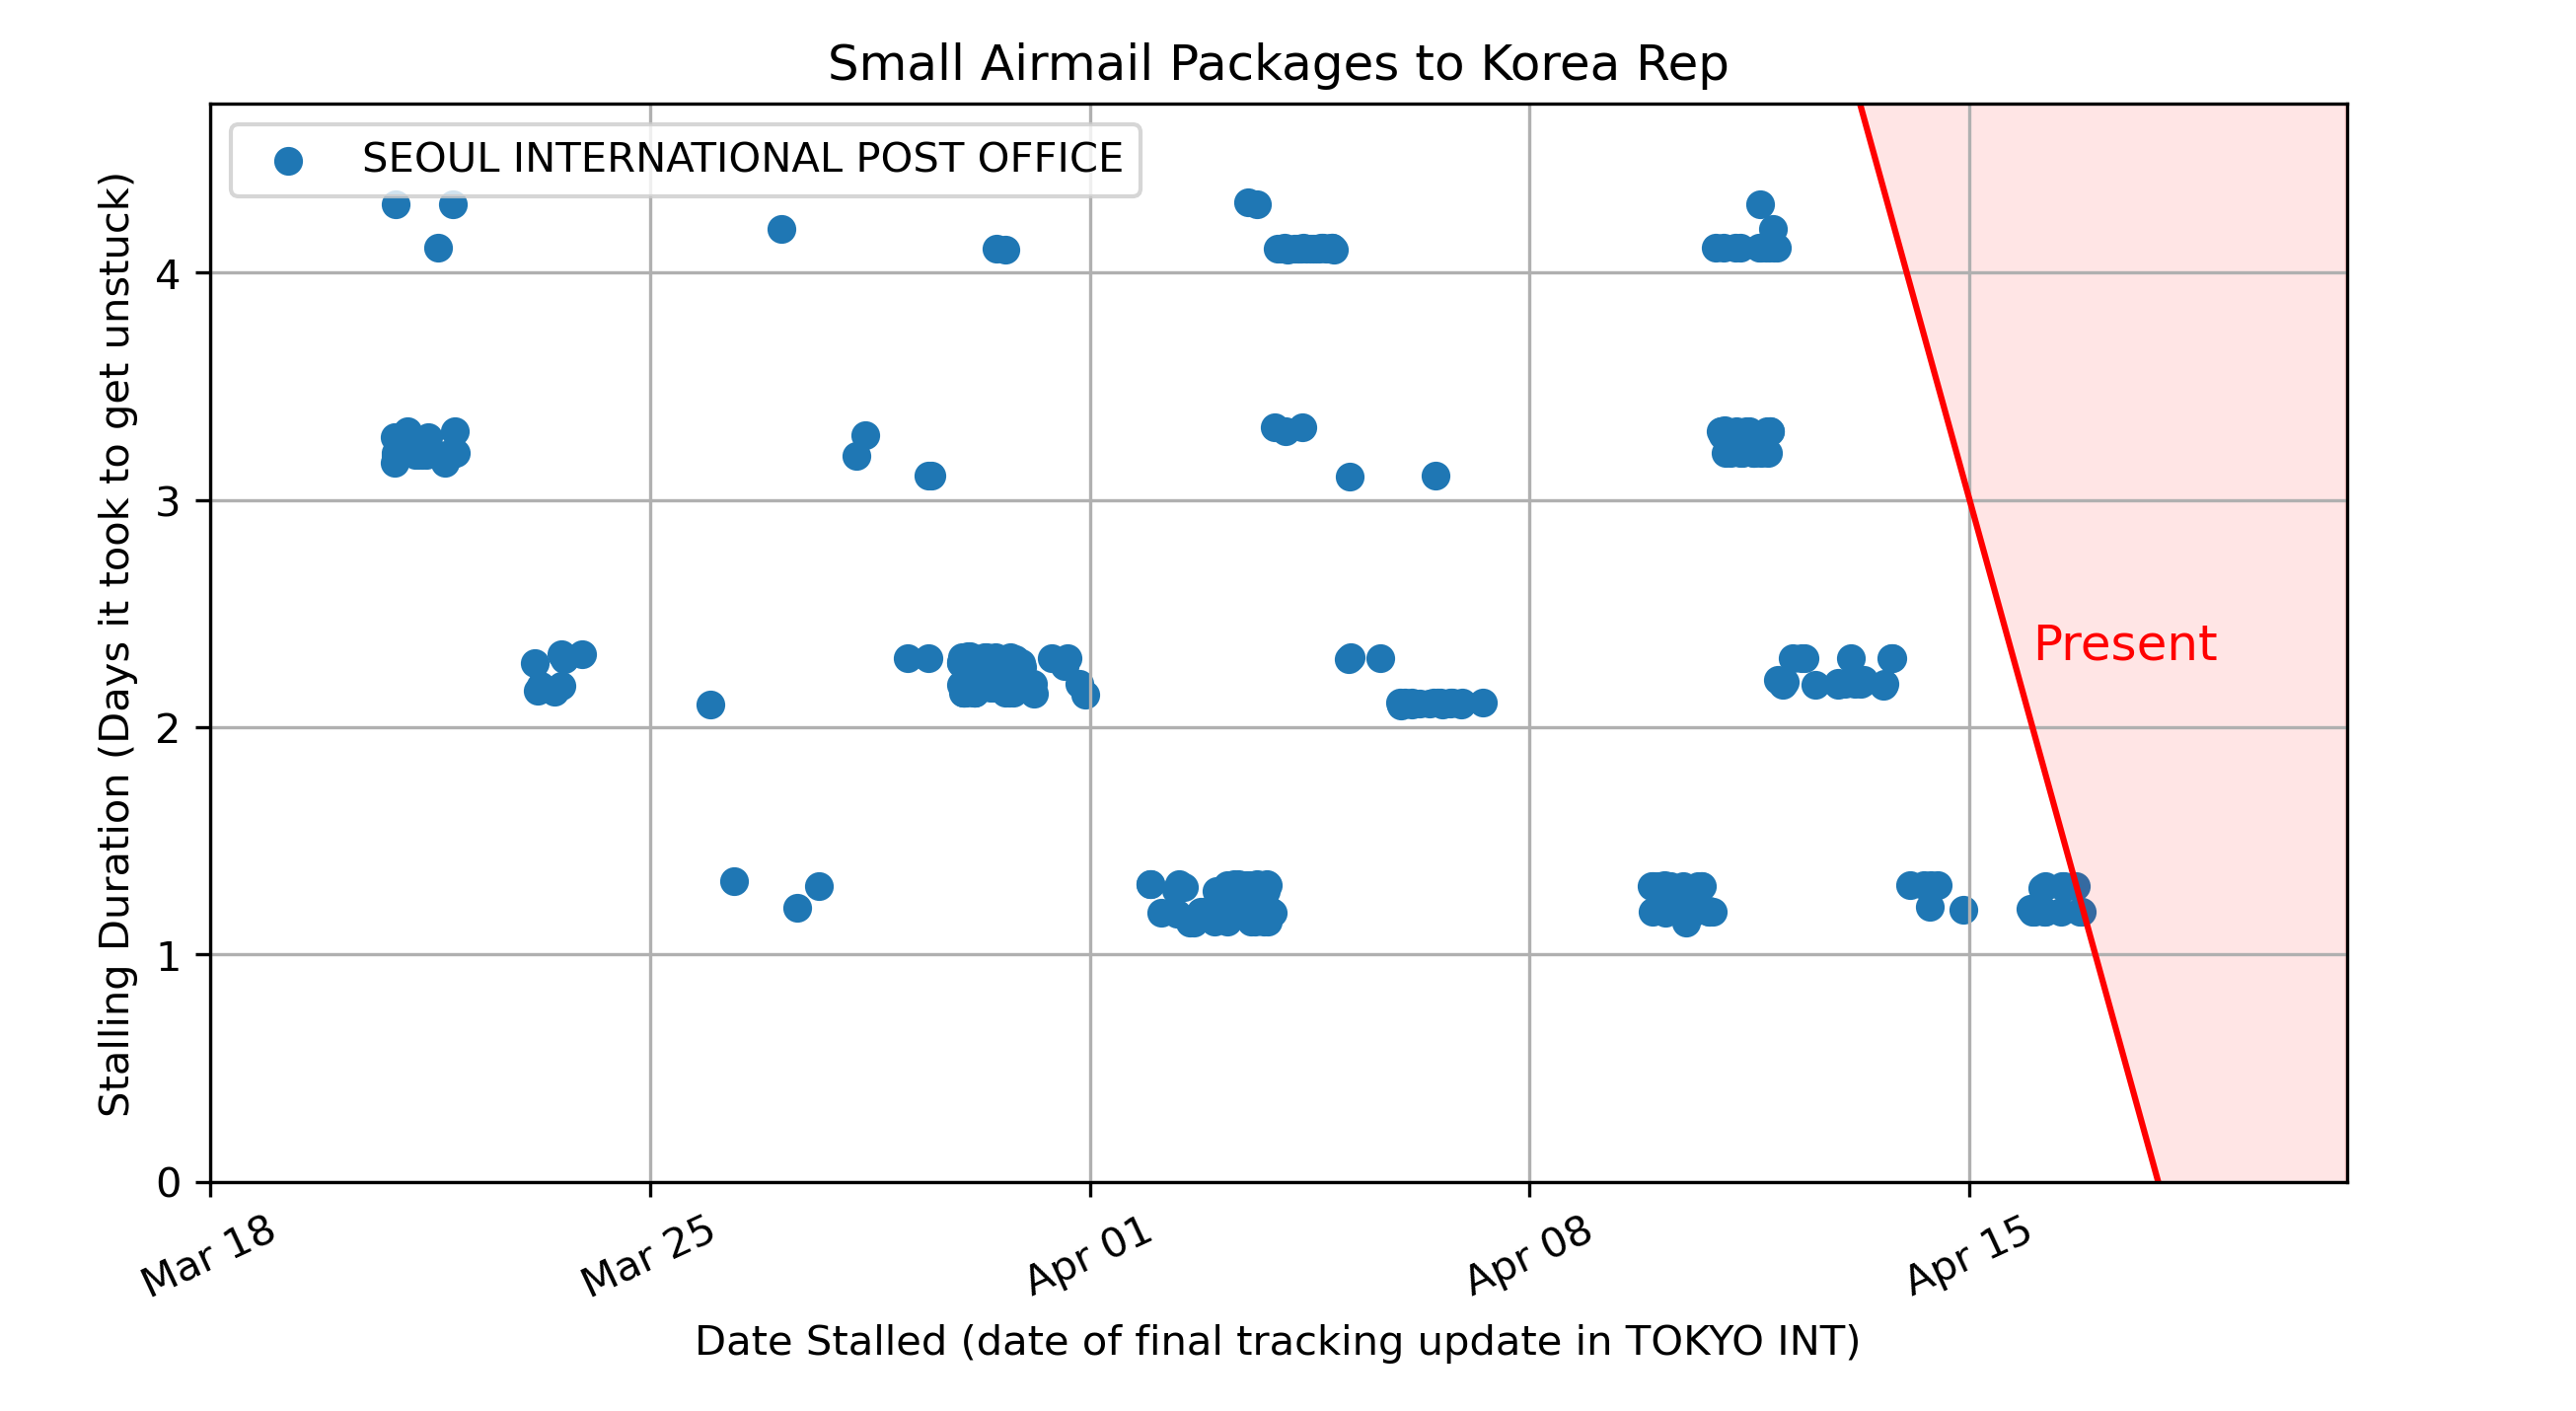 Small Airmail Packages to Korea Rep
SEOUL INTERNATIONAL POST OFFICE
Stalling Duration (Days it took to get unstuck)
4
3
2
1
0
Present
Mar 18
Mar 25
Apr 01
Apr 08
Apr 15
Date Stalled (date of final tracking update in TOKYO INT)